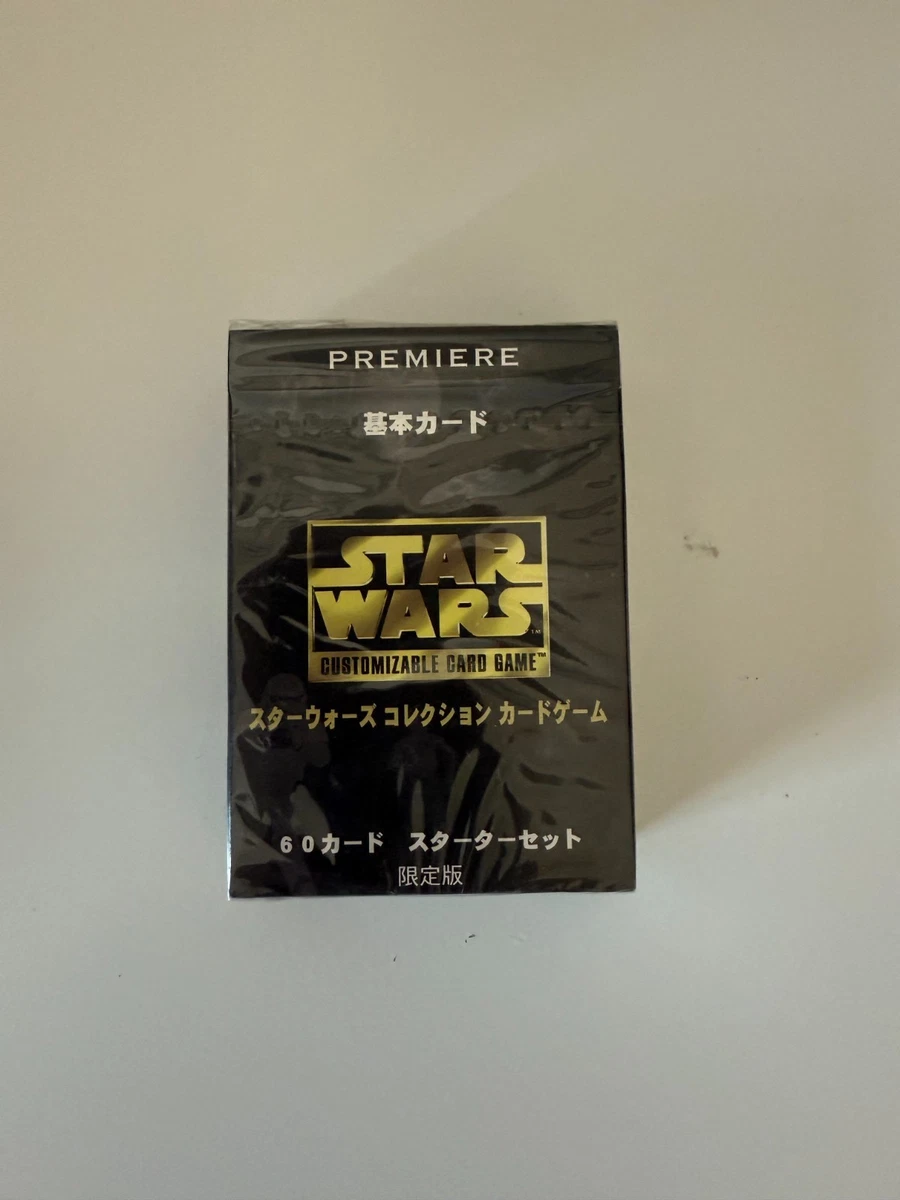 PREMIERE
基本カード
STAR
WARS
CUSTOMIZABLE CARD GAME™
スターウォーズ コレクション カードゲーム
60カード スターターセット
限定版